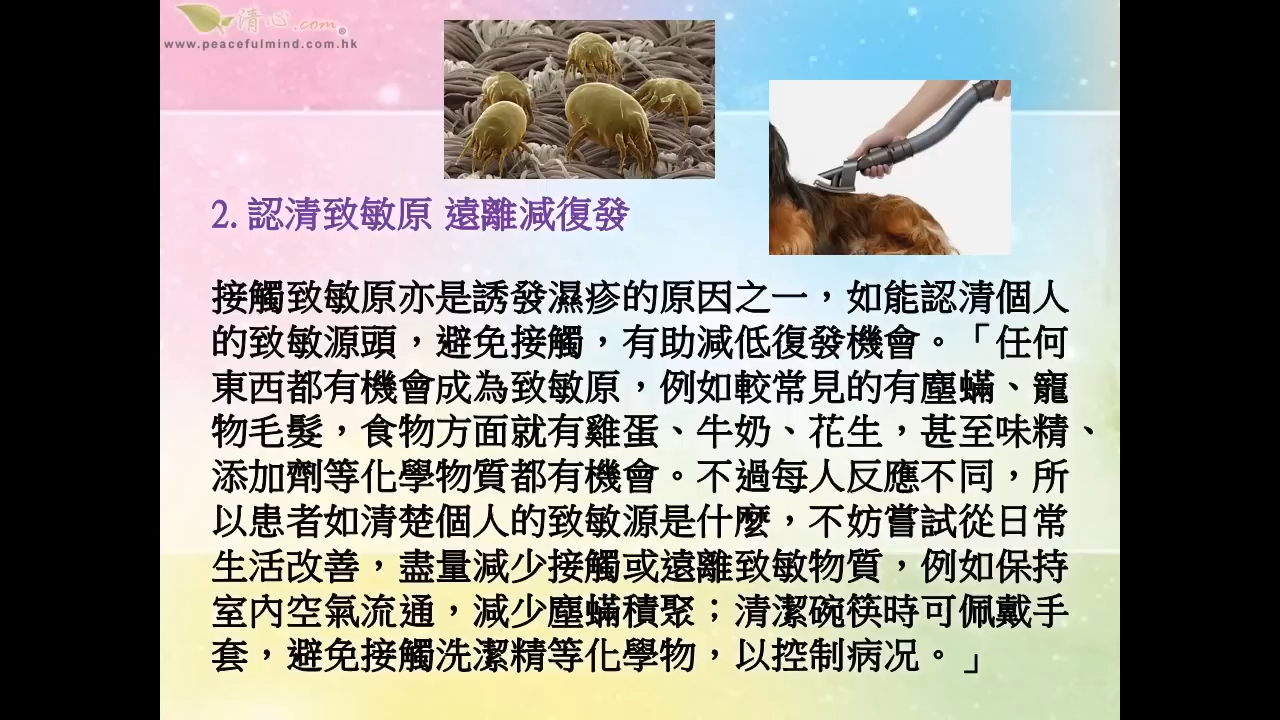 清心.com®
www.peacefulmind.com.hk
2. 認清致敏原 遠離減復發
接觸致敏原亦是誘發濕疹的原因之一，如能認清個人
的致敏源頭，避免接觸，有助減低復發機會。「任何
東西都有機會成為致敏原，例如較常見的有塵蟎、寵
物毛髮，食物方面就有雞蛋、牛奶、花生，甚至味精、
添加劑等化學物質都有機會。不過每人反應不同，所
以患者如清楚個人的致敏源是什麼，不妨嘗試從日常
生活改善，盡量減少接觸或遠離致敏物質，例如保持
室內空氣流通，減少塵蟎積聚；清潔碗筷時可佩戴手
套，避免接觸洗潔精等化學物，以控制病況。」